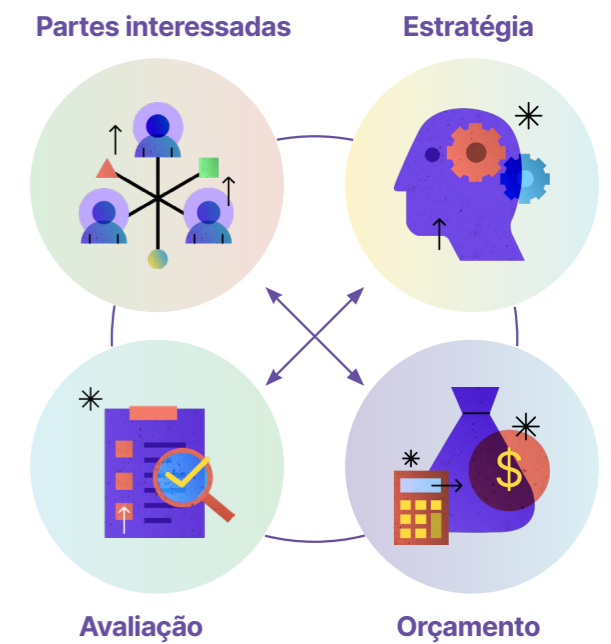 Partes interessadas
Estratégia
$
Avaliação
Orçamento